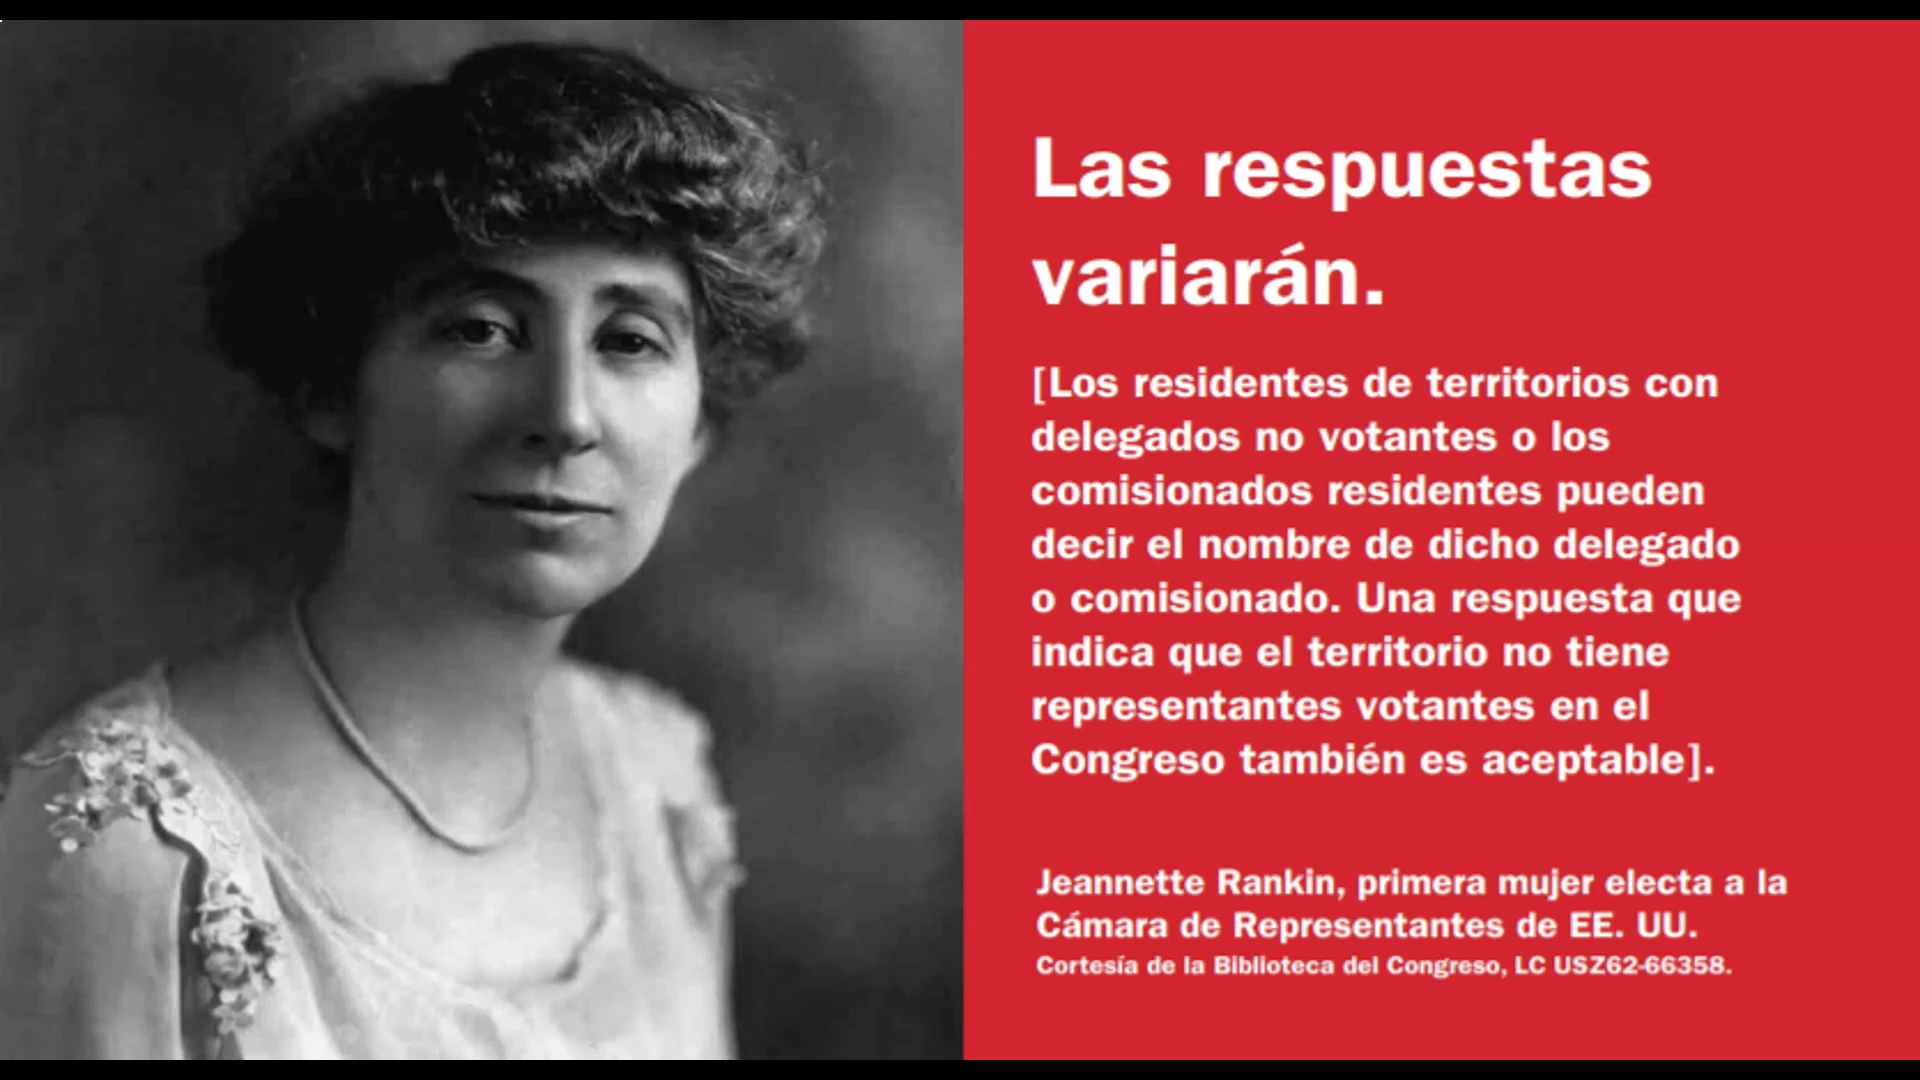 Las respuestas
variarán.
[Los residentes de territorios con
delegados no votantes o los
comisionados residentes pueden
decir el nombre de dicho delegado
o comisionado. Una respuesta que
indica que el territorio no tiene
representantes votantes en el
Congreso también es aceptable].
Jeannette Rankin, primera mujer electa a la
Cámara de Representantes de EE. UU.
Cortesía de la Biblioteca del Congreso, LC USZ62-66358.